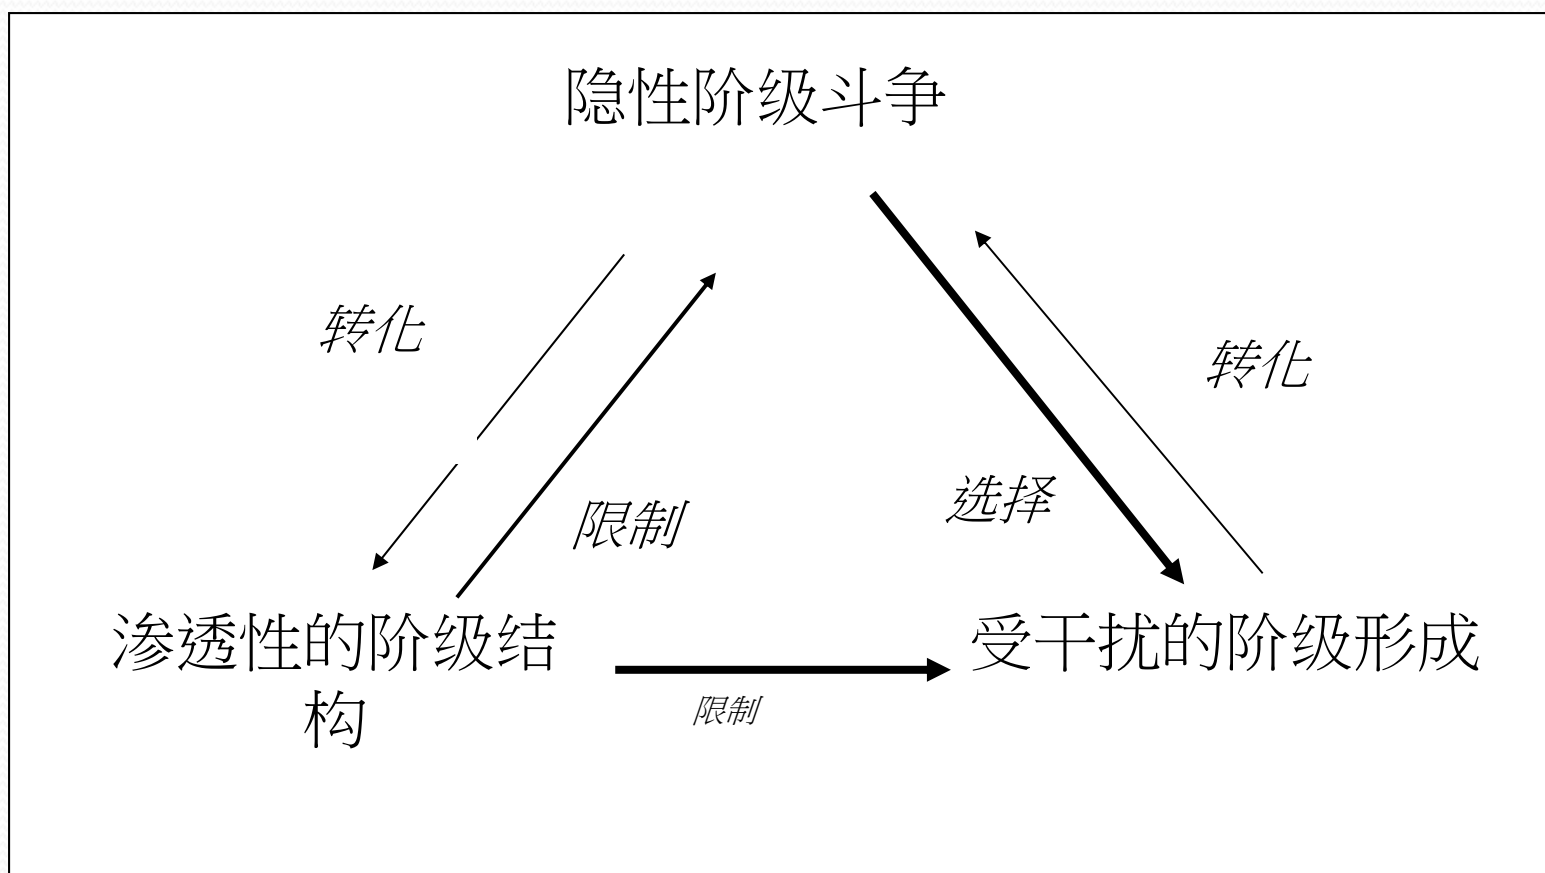 隐性阶级斗争
转化
转化
限制
选择
渗透性的阶级结
构
受干扰的阶级形成
限制